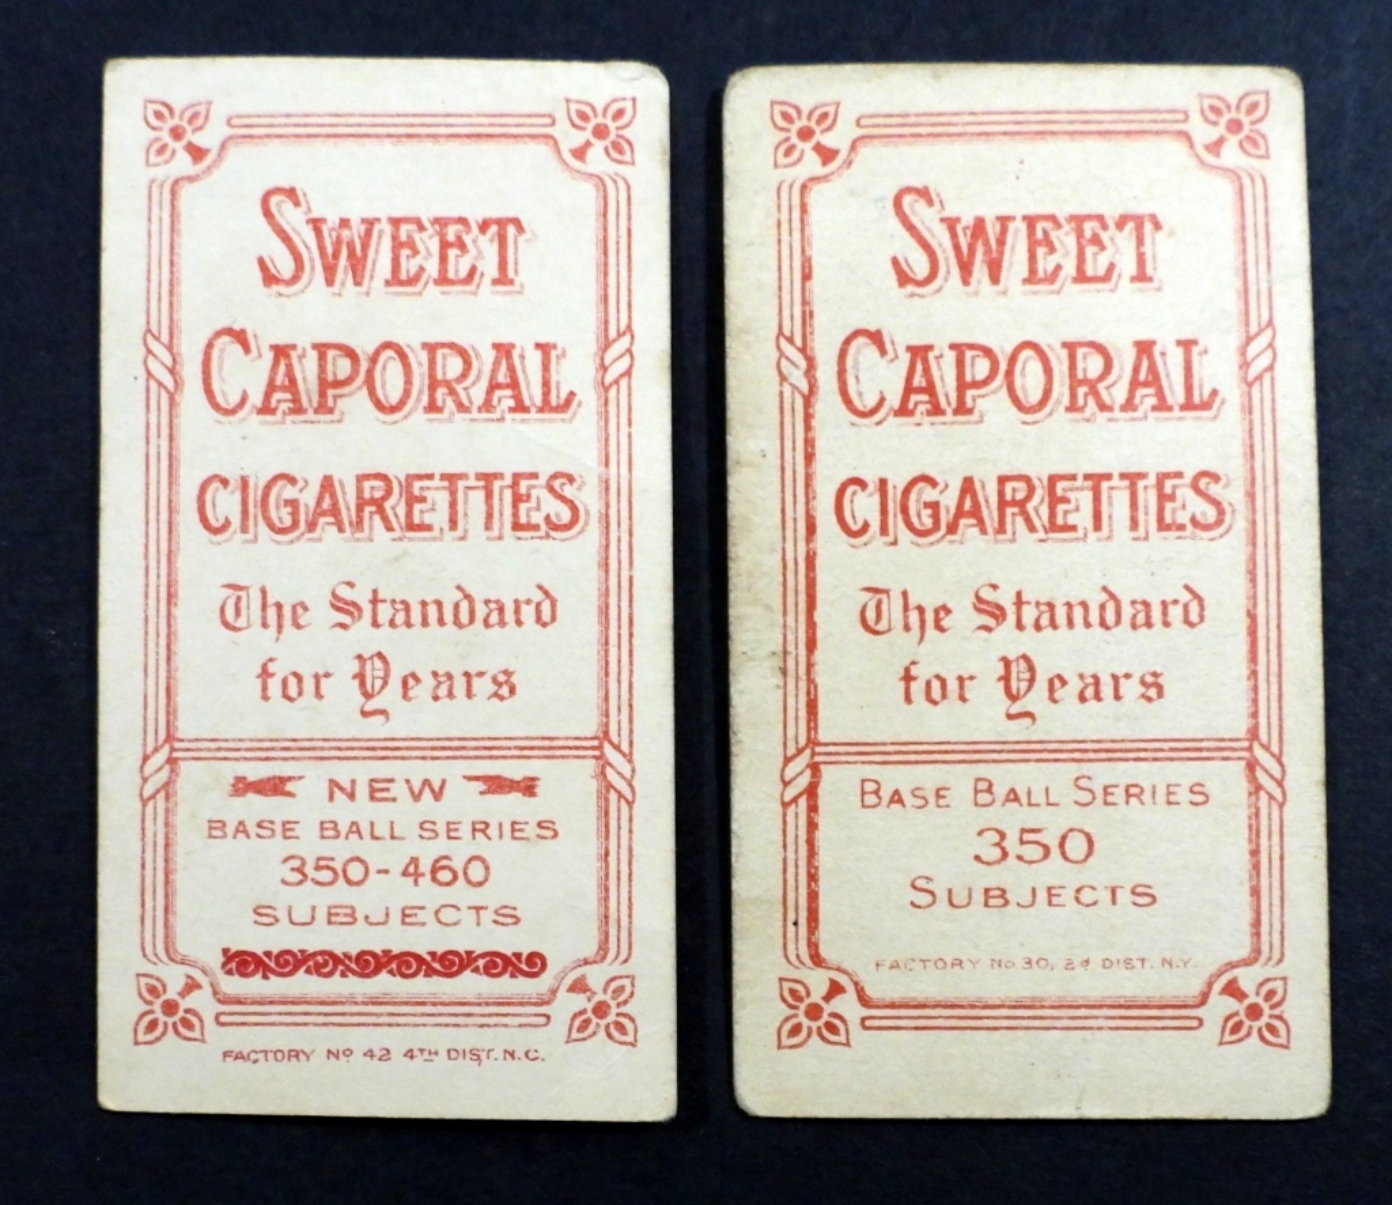 SWEET
CAPORAL
CIGARETTES
The Standard
for Years
NEW
BASE BALL SERIES
350-460
SUBJECTS
FACTORY No 42 4TH DIST. N.C.
SWEET
CAPORAL
CIGARETTES
The Standard
for Years
BASE BALL SERIES
350
SUBJECTS
FACTORY No 30, 2d DIST. N.Y.